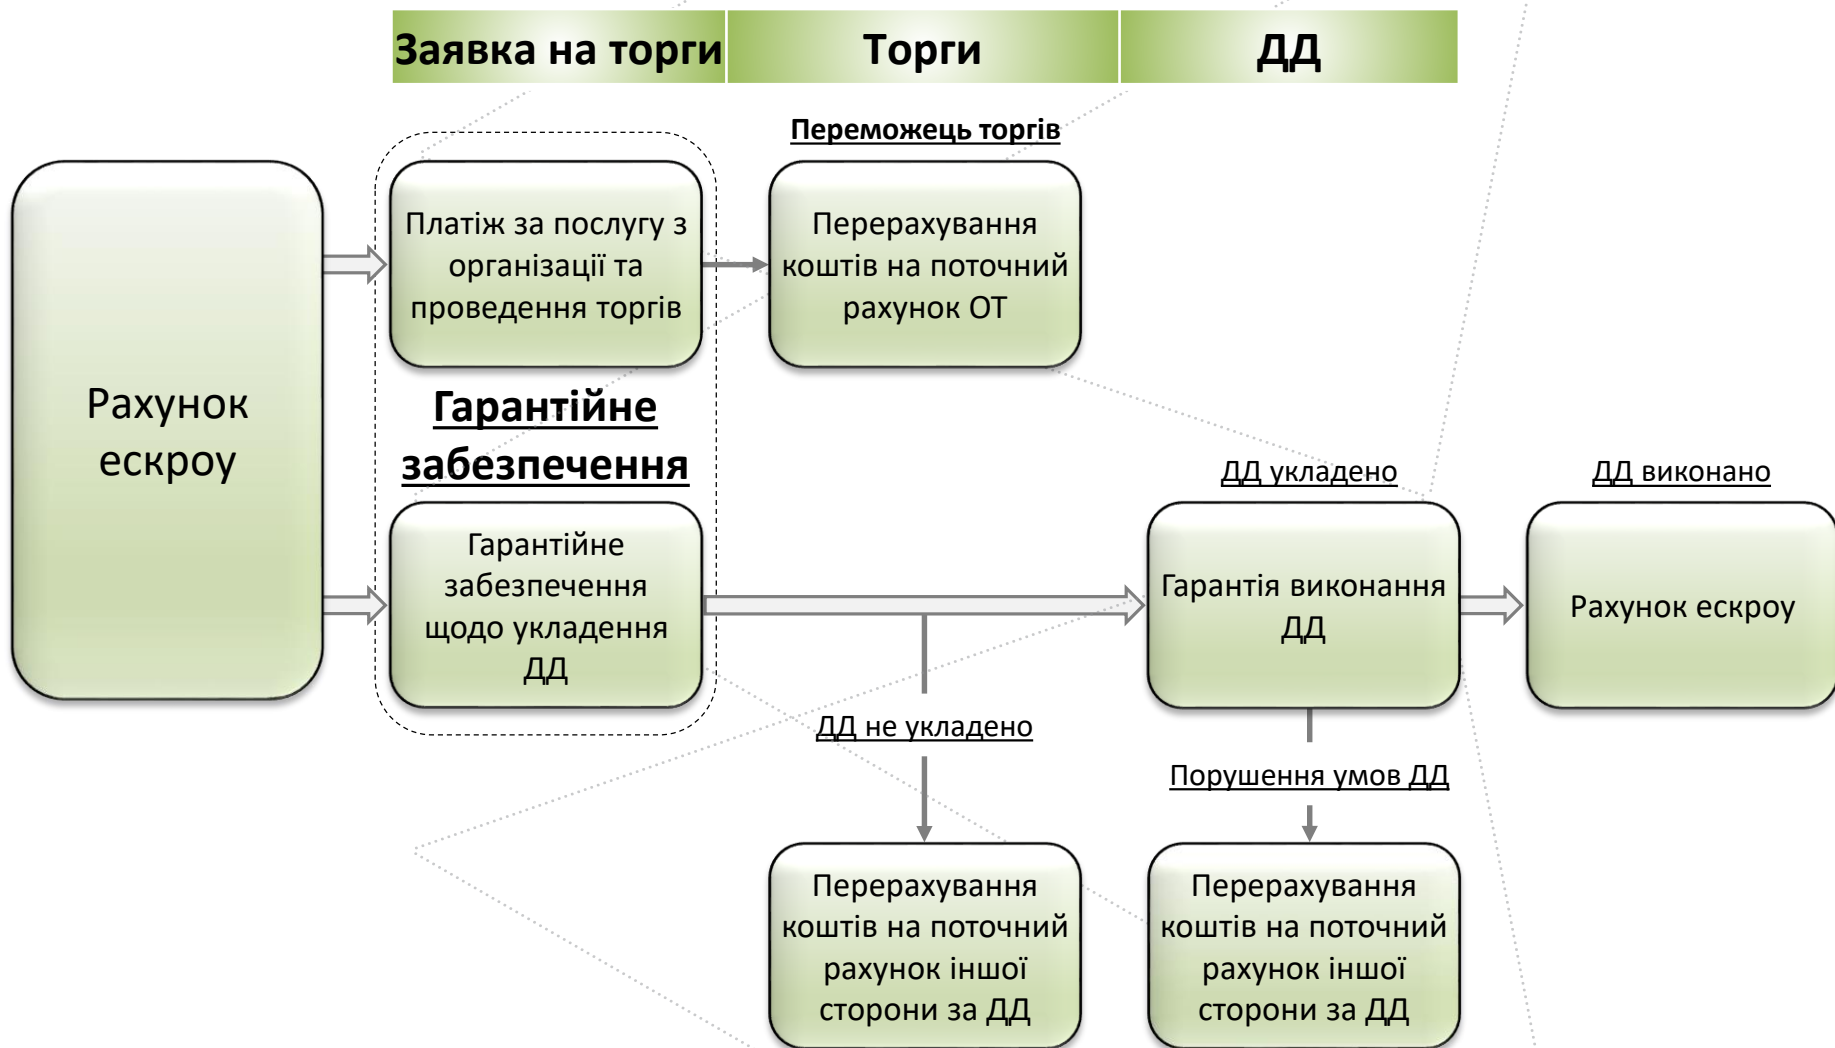 Заявка на торги
Торги
ДД
Переможець торгів
Рахунок
ескроу
Платіж за послугу з
організації та
проведення торгів
Перерахування
коштів на поточний
рахунок ОТ
Гарантійне
забезпечення
Гарантійне
забезпечення
щодо укладення
ДД
ДД укладено
Гарантія виконання
ДД
ДД виконано
Рахунок ескроу
ДД не укладено
Порушення умов ДД
Перерахування
коштів на поточний
рахунок іншої
сторони за ДД
Перерахування
коштів на поточний
рахунок іншої
сторони за ДД